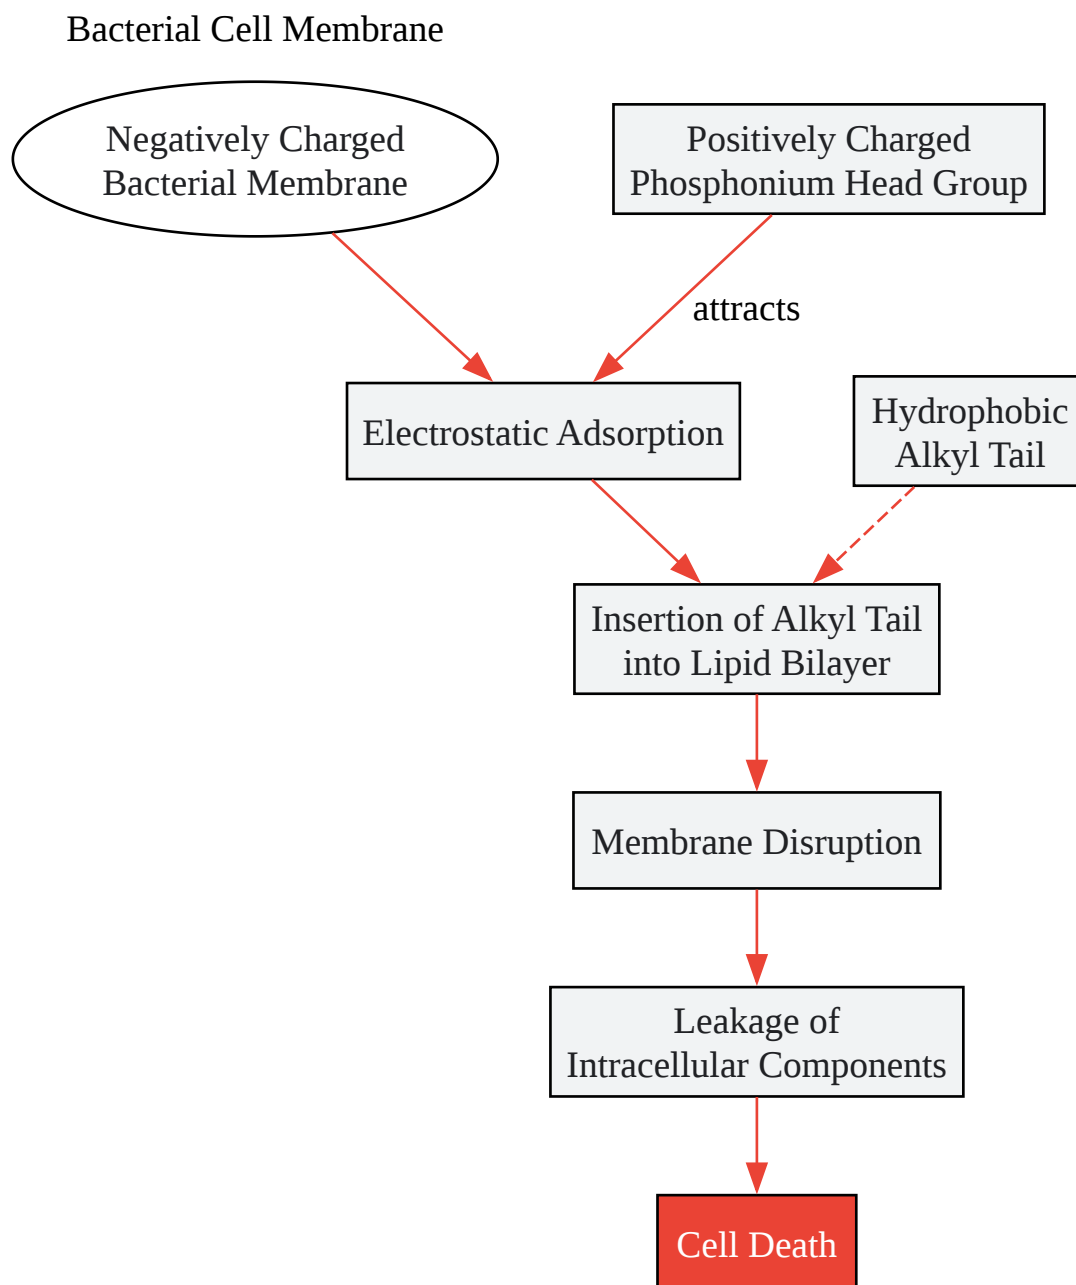 Bacterial Cell Membrane
Negatively Charged
Bacterial Membrane
Positively Charged
Phosphonium Head Group
attracts
Electrostatic Adsorption
Hydrophobic
Alkyl Tail
Insertion of Alkyl Tail
into Lipid Bilayer
Membrane Disruption
Leakage of
Intracellular Components
Cell Death